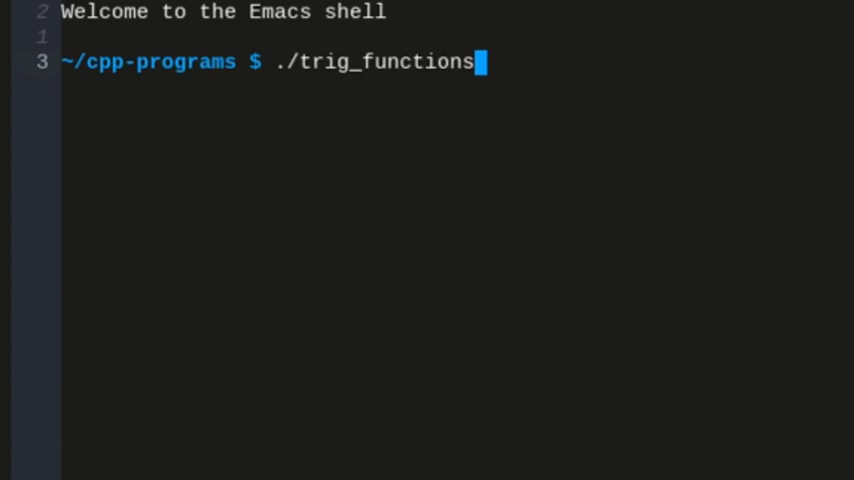 2 Welcome to the Emacs shell
1
3 ~/cpp-programs $ ./trig_functions